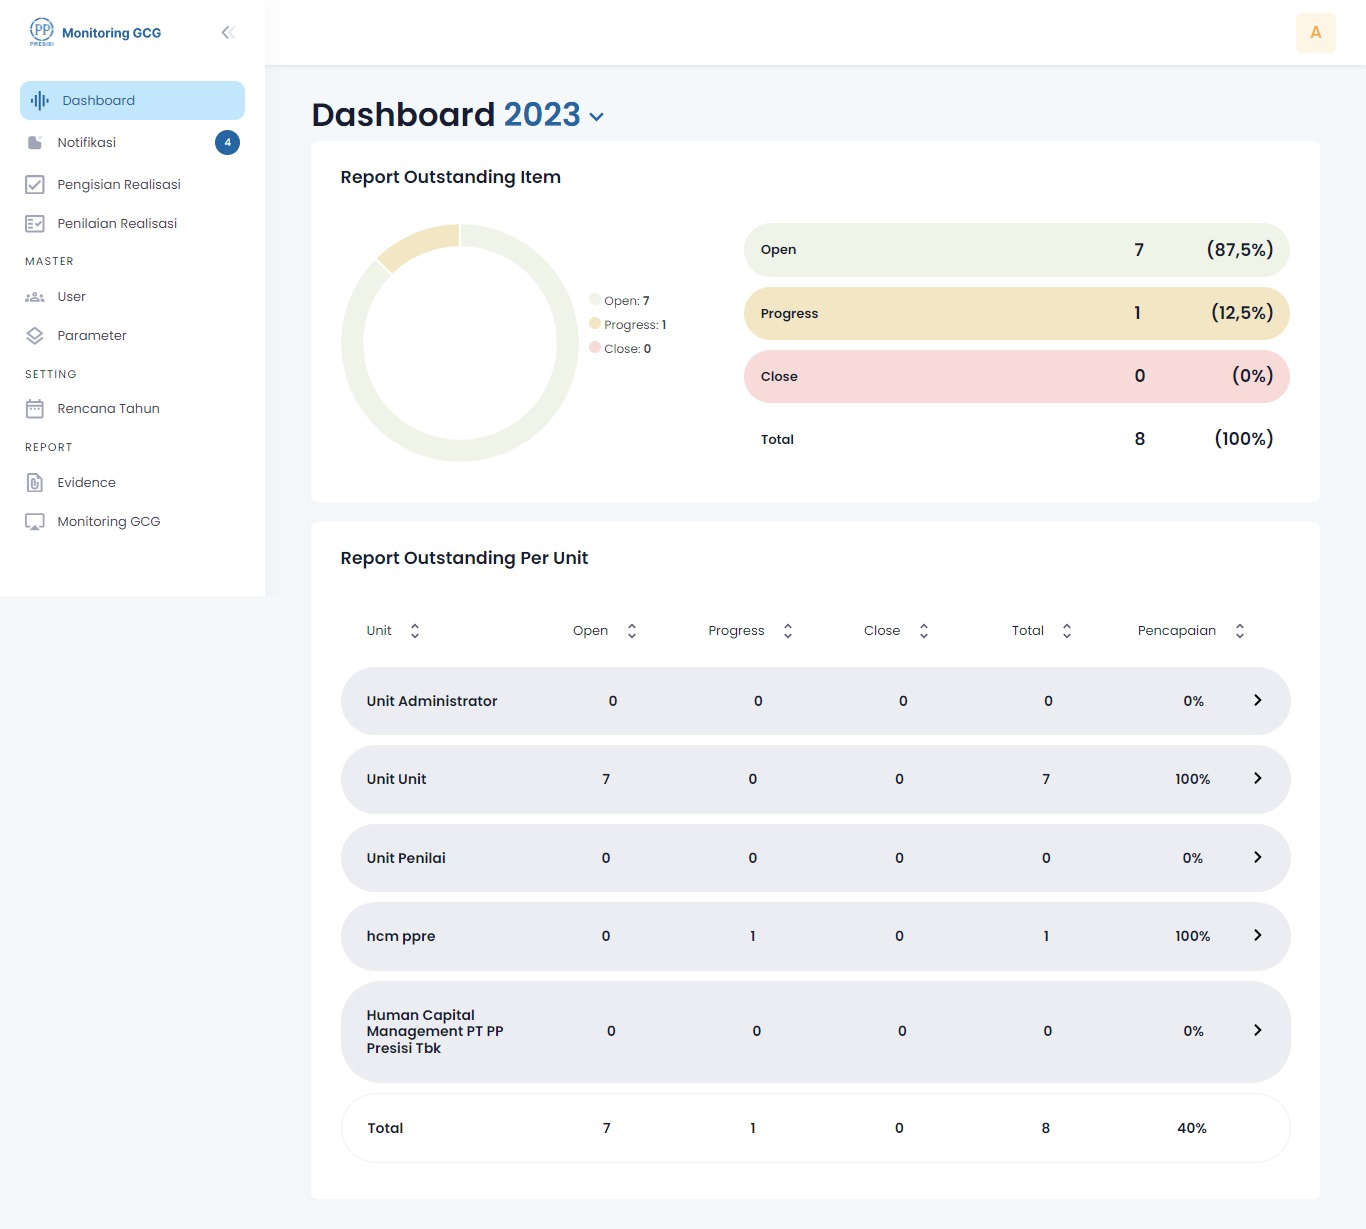 PP
PRESISI
Monitoring GCG
A
Dashboard
Notifikasi 4
Pengisian Realisasi
Penilaian Realisasi
MASTER
User
Parameter
SETTING
Rencana Tahun
REPORT
Evidence
Monitoring GCG
Dashboard 2023
Report Outstanding Item
Open: 7
Progress: 1
Close: 0
Open 7 (87,5%)
Progress 1 (12,5%)
Close 0 (0%)
Total 8 (100%)
Report Outstanding Per Unit
Unit Open Progress Close Total Pencapaian
Unit Administrator 0 0 0 0 0%
Unit Unit 7 0 0 7 100%
Unit Penilai 0 0 0 0 0%
hcm ppre 0 1 0 1 100%
Human Capital
Management PT PP 0 0 0 0 0%
Presisi Tbk
Total 7 1 0 8 40%